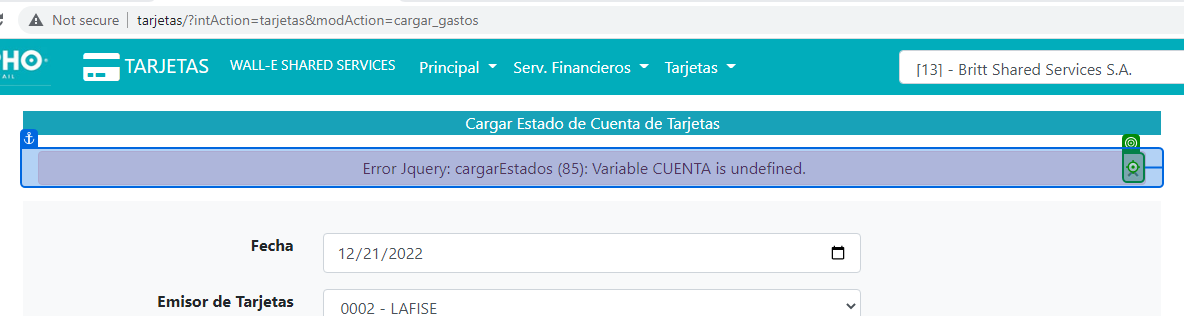 Not secure | tarjetas/?intAction=tarjetas&modAction=cargar_gastos
TARJETAS WALL-E SHARED SERVICES Principal Serv. Financieros Tarjetas [13] - Britt Shared Services S.A.
Cargar Estado de Cuenta de Tarjetas
Error Jquery: cargarEstados (85): Variable CUENTA is undefined.
Fecha 12/21/2022
Emisor de Tarjetas 0002 - LAFISE